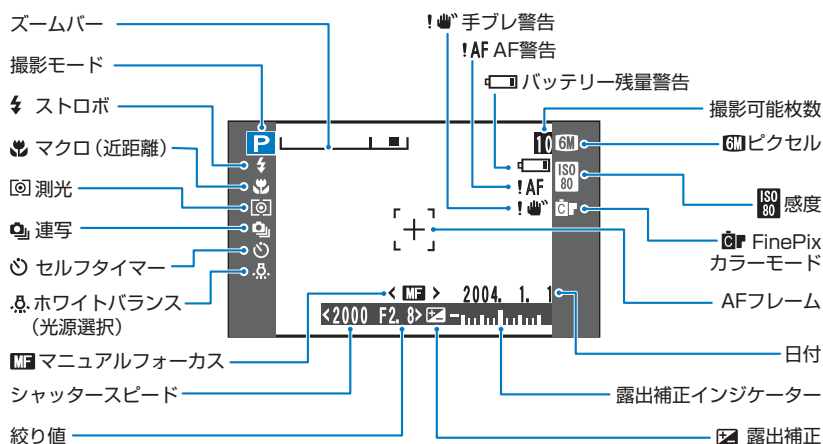 ズームバー
撮影モード
ストロボ
マクロ（近距離）
測光
連写
セルフタイマー
ホワイトバランス
（光源選択）
MF マニュアルフォーカス
シャッタースピード
絞り値
! 手ブレ警告
!AF AF警告
バッテリー残量警告
撮影可能枚数
6M ピクセル
ISO 80 感度
C FinePix
カラーモード
AFフレーム
日付
露出補正インジケーター
露出補正
P
10 6M
ISO
80
!AF
!
C
< MF > 2004. 1. 1
<2000 F2.8>